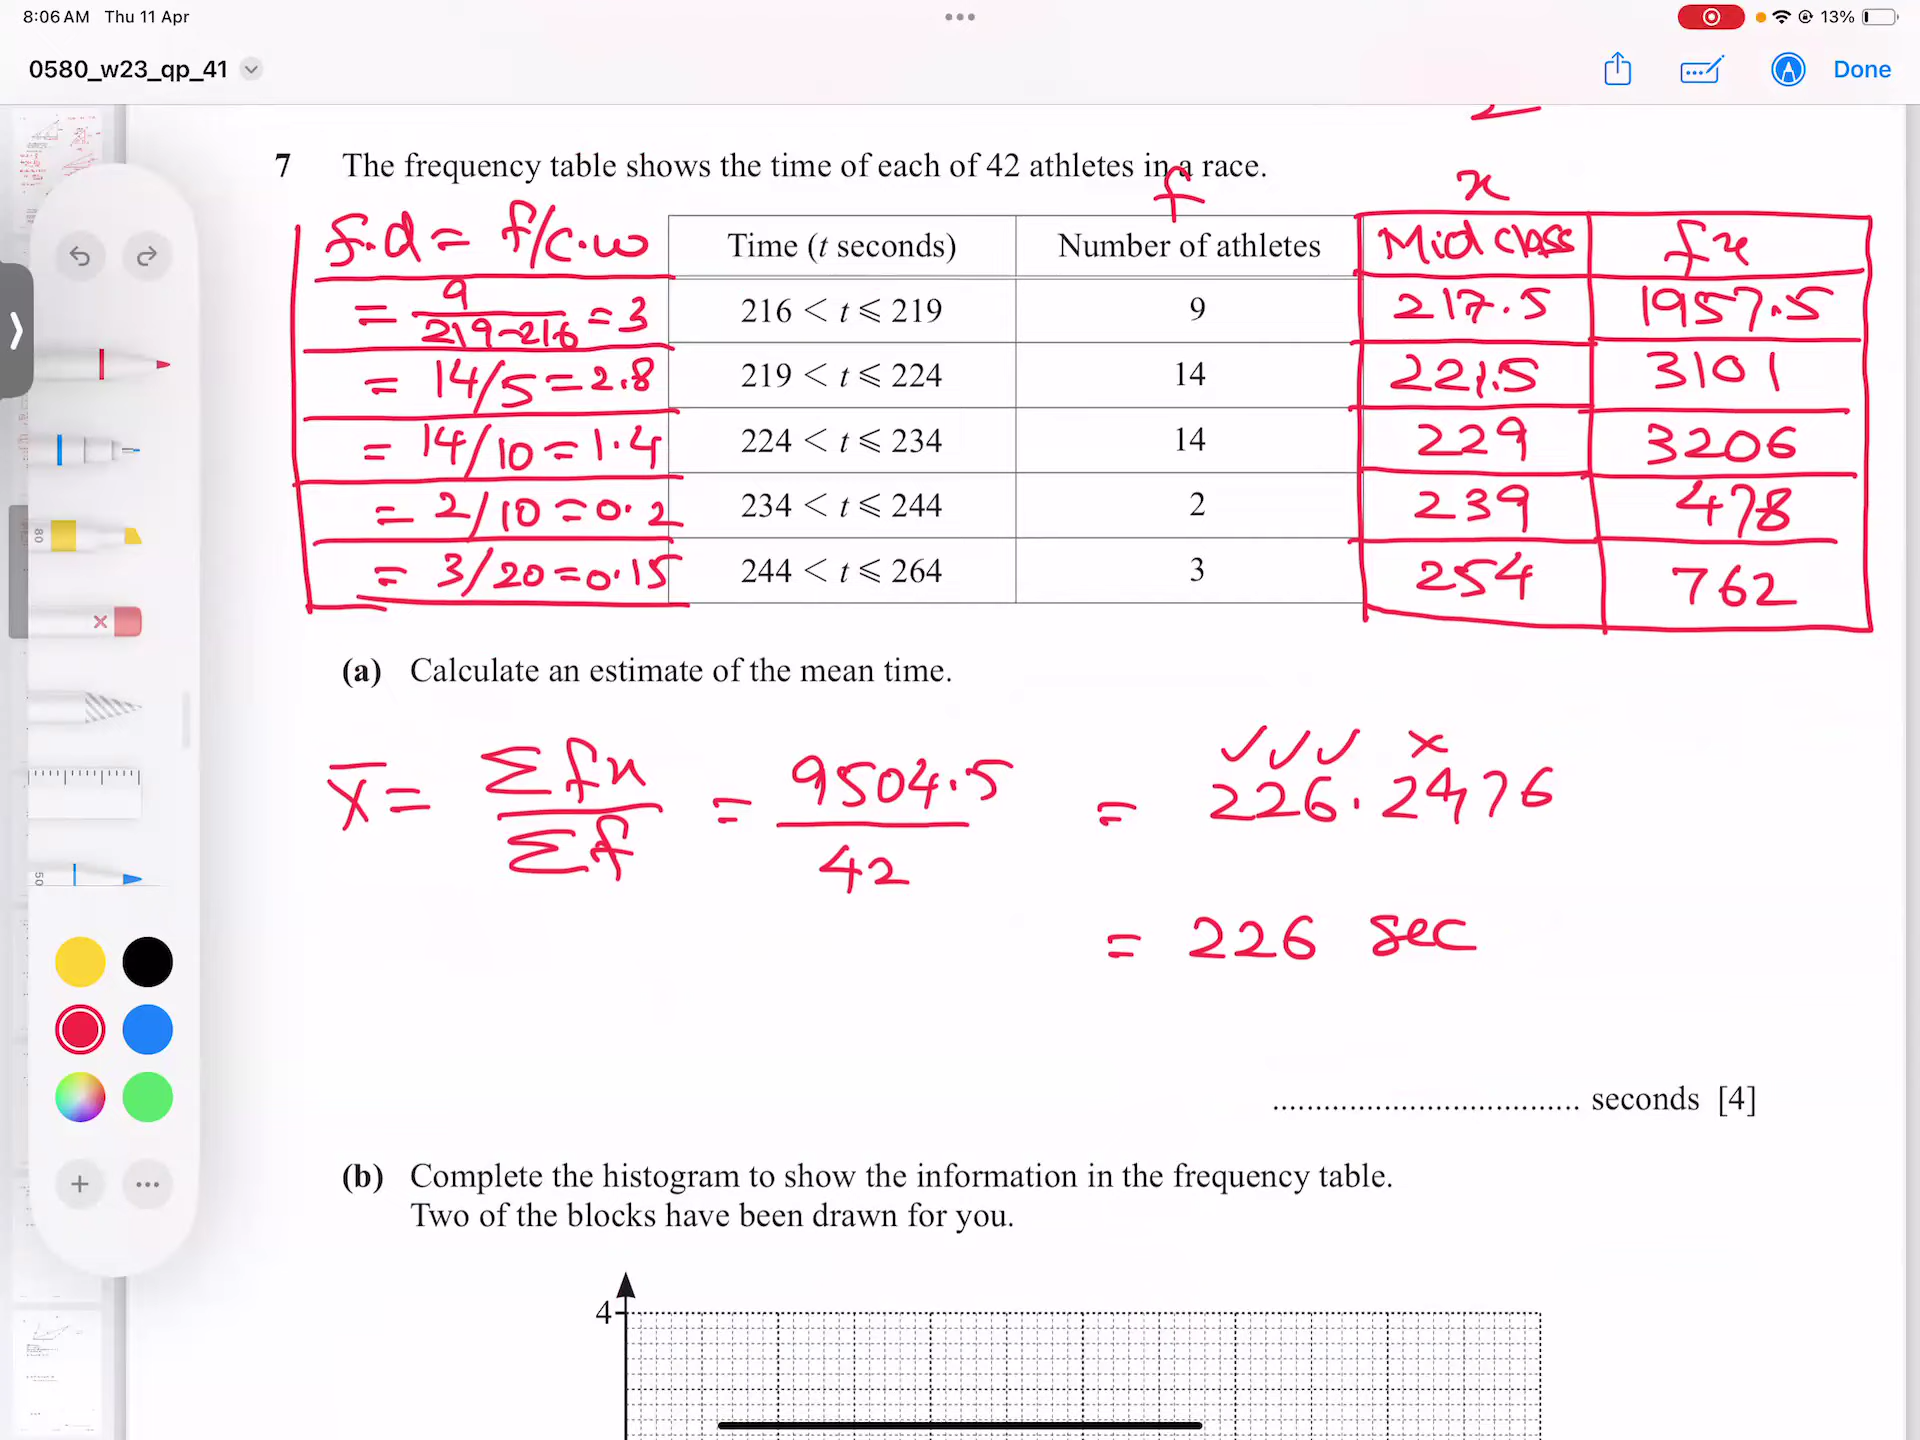 8:06 AM Thu 11 Apr
13%
0580_w23_qp_41
Done
7 The frequency table shows the time of each of 42 athletes in a race.
f x
f.d = f/c.w Time (t seconds) Number of athletes Mid class fx
= 9/219-216 = 3 216 < t ⩽ 219 9 217.5 1957.5
= 14/5 = 2.8 219 < t ⩽ 224 14 221.5 3101
= 14/10 = 1.4 224 < t ⩽ 234 14 229 3206
= 2/10 = 0.2 234 < t ⩽ 244 2 239 478
= 3/20 = 0.15 244 < t ⩽ 264 3 254 762
80
(a) Calculate an estimate of the mean time.
✓✓✓ ×
X̅ = Σfx/Σf = 9504.5/42 = 226.2476
50
= 226 sec
seconds [4]
(b) Complete the histogram to show the information in the frequency table.
Two of the blocks have been drawn for you.
4